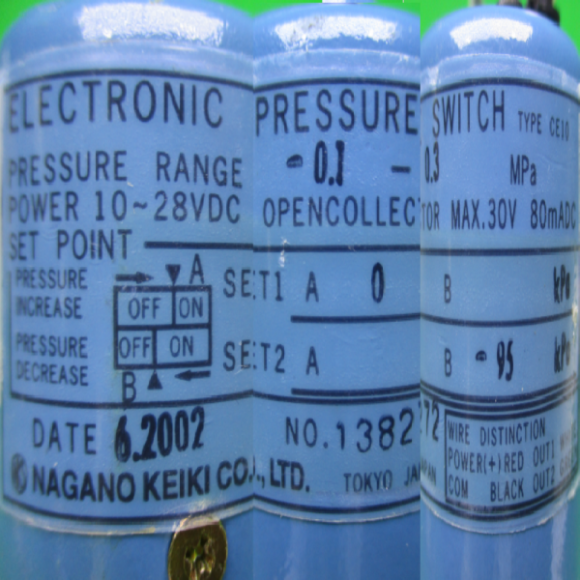 ELECTRONIC PRESSURE SWITCH TYPE CE10
PRESSURE RANGE -0.1 — 0.3 MPa
POWER 10~28VDC OPENCOLLECTOR MAX.30V 80mADC
SET POINT
PRESSURE INCREASE OFF ON A
PRESSURE DECREASE OFF ON B
SET1 A 0 B kPa
SET2 A B -95 kPa
DATE 6.2002 NO.1382 72
NAGANO KEIKI CO., LTD. TOKYO JAPAN
WIRE DISTINCTION
POWER(+) RED OUT1
COM BLACK OUT2